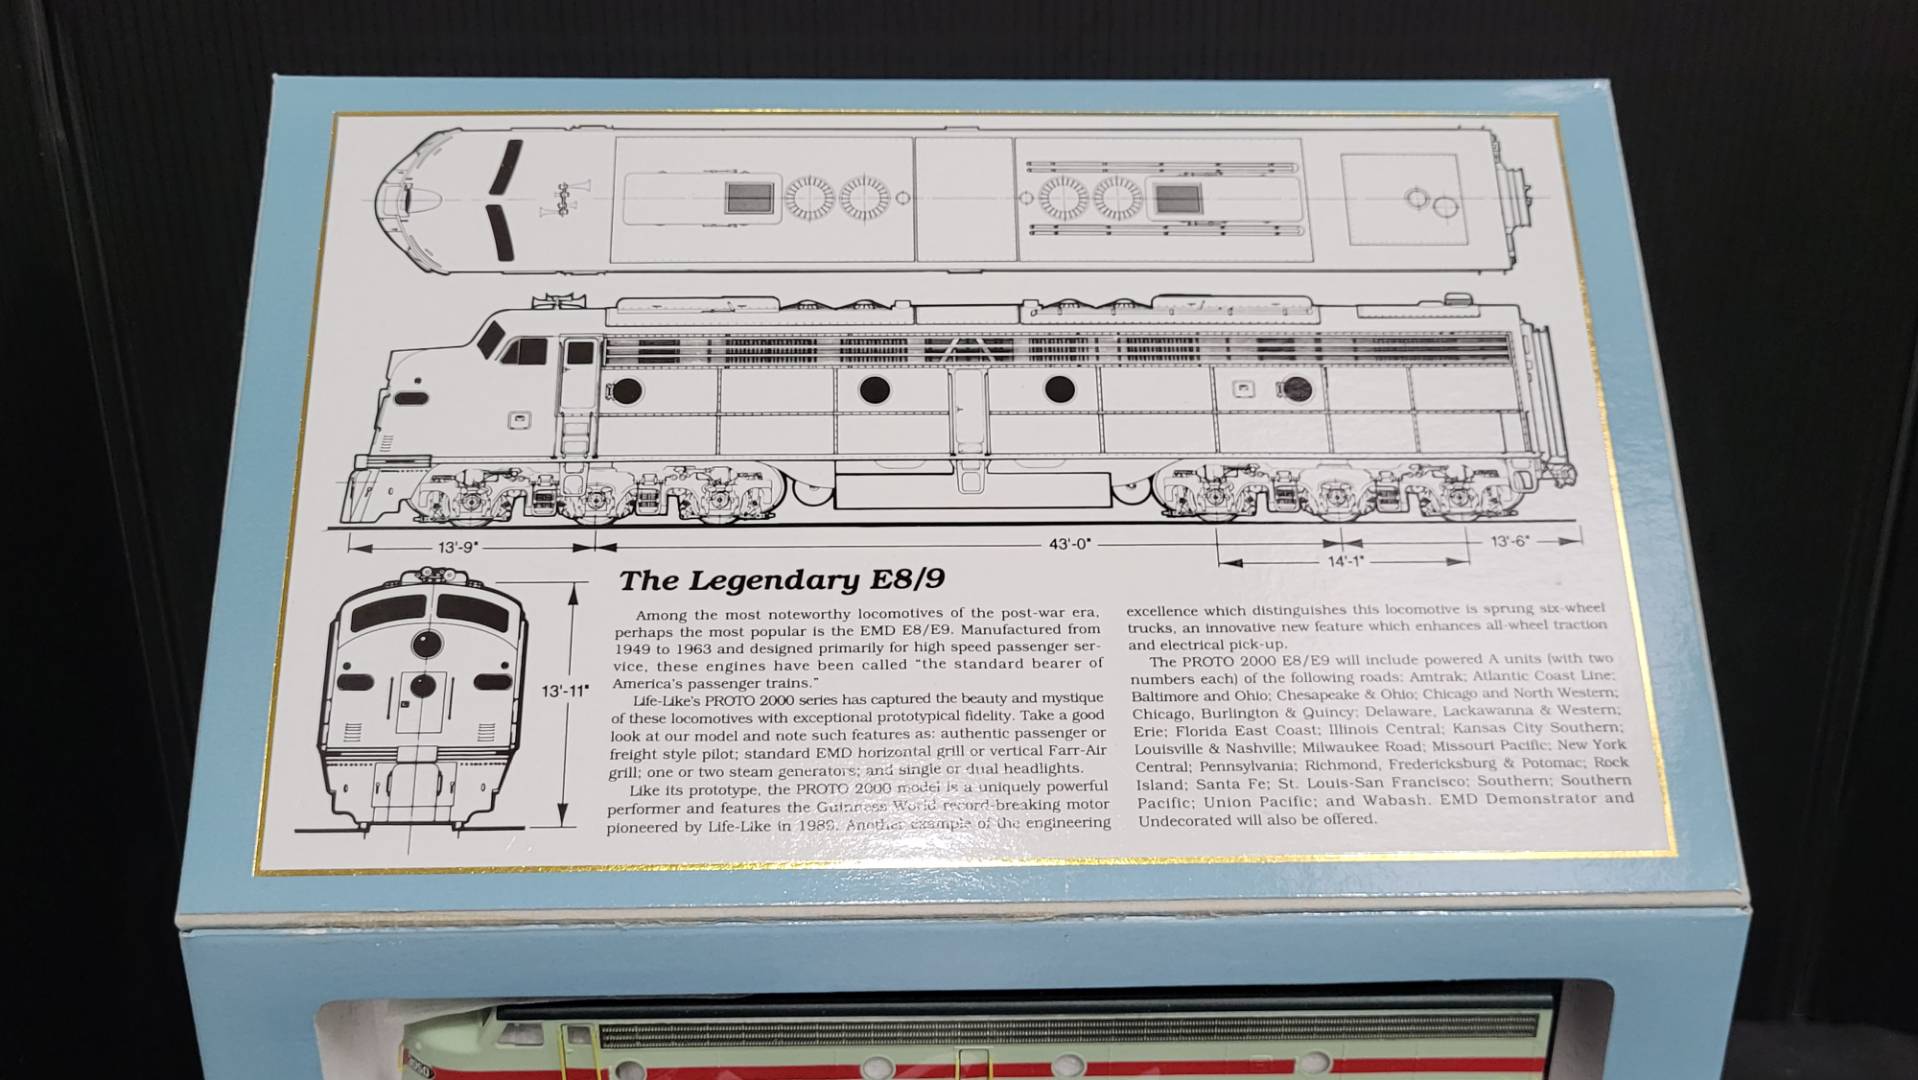 13'-9"
43'-0"
13'-6"
14'-1"
13'-11"
The Legendary E8/9
Among the most noteworthy locomotives of the post-war era,
perhaps the most popular is the EMD E8/E9. Manufactured from
1949 to 1963 and designed primarily for high speed passenger ser-
vice, these engines have been called "the standard bearer of
America's passenger trains."
Life-Like's PROTO 2000 series has captured the beauty and mystique
of these locomotives with exceptional prototypical fidelity. Take a good
look at our model and note such features as: authentic passenger or
freight style pilot; standard EMD horizontal grill or vertical Farr-Air
grill; one or two steam generators; and single or dual headlights.
Like its prototype, the PROTO 2000 model is a uniquely powerful
performer and features the Guinness World record-breaking motor
pioneered by Life-Like in 1989. Another example of the engineering
excellence which distinguishes this locomotive is sprung six-wheel
trucks, an innovative new feature which enhances all-wheel traction
and electrical pick-up.
The PROTO 2000 E8/E9 will include powered A units (with two
numbers each) of the following roads: Amtrak; Atlantic Coast Line;
Baltimore and Ohio; Chesapeake & Ohio; Chicago and North Western;
Chicago, Burlington & Quincy; Delaware, Lackawanna & Western;
Erie; Florida East Coast; Illinois Central; Kansas City Southern;
Louisville & Nashville; Milwaukee Road; Missouri Pacific; New York
Central; Pennsylvania; Richmond, Fredericksburg & Potomac; Rock
Island; Santa Fe; St. Louis-San Francisco; Southern; Southern
Pacific; Union Pacific; and Wabash. EMD Demonstrator and
Undecorated will also be offered.